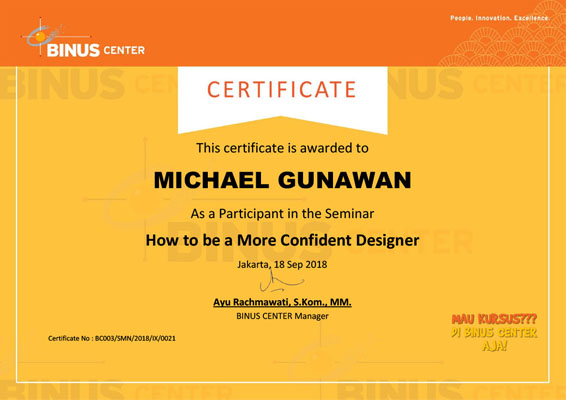 People. Innovation. Excellence.
BINUS CENTER
CERTIFICATE
This certificate is awarded to
MICHAEL GUNAWAN
As a Participant in the Seminar
How to be a More Confident Designer
Jakarta, 18 Sep 2018
Ayu Rachmawati, S.Kom., MM.
BINUS CENTER Manager
MAU KURSUS???
DI BINUS CENTER
AJA!
Certificate No : BC003/SMN/2018/IX/0021